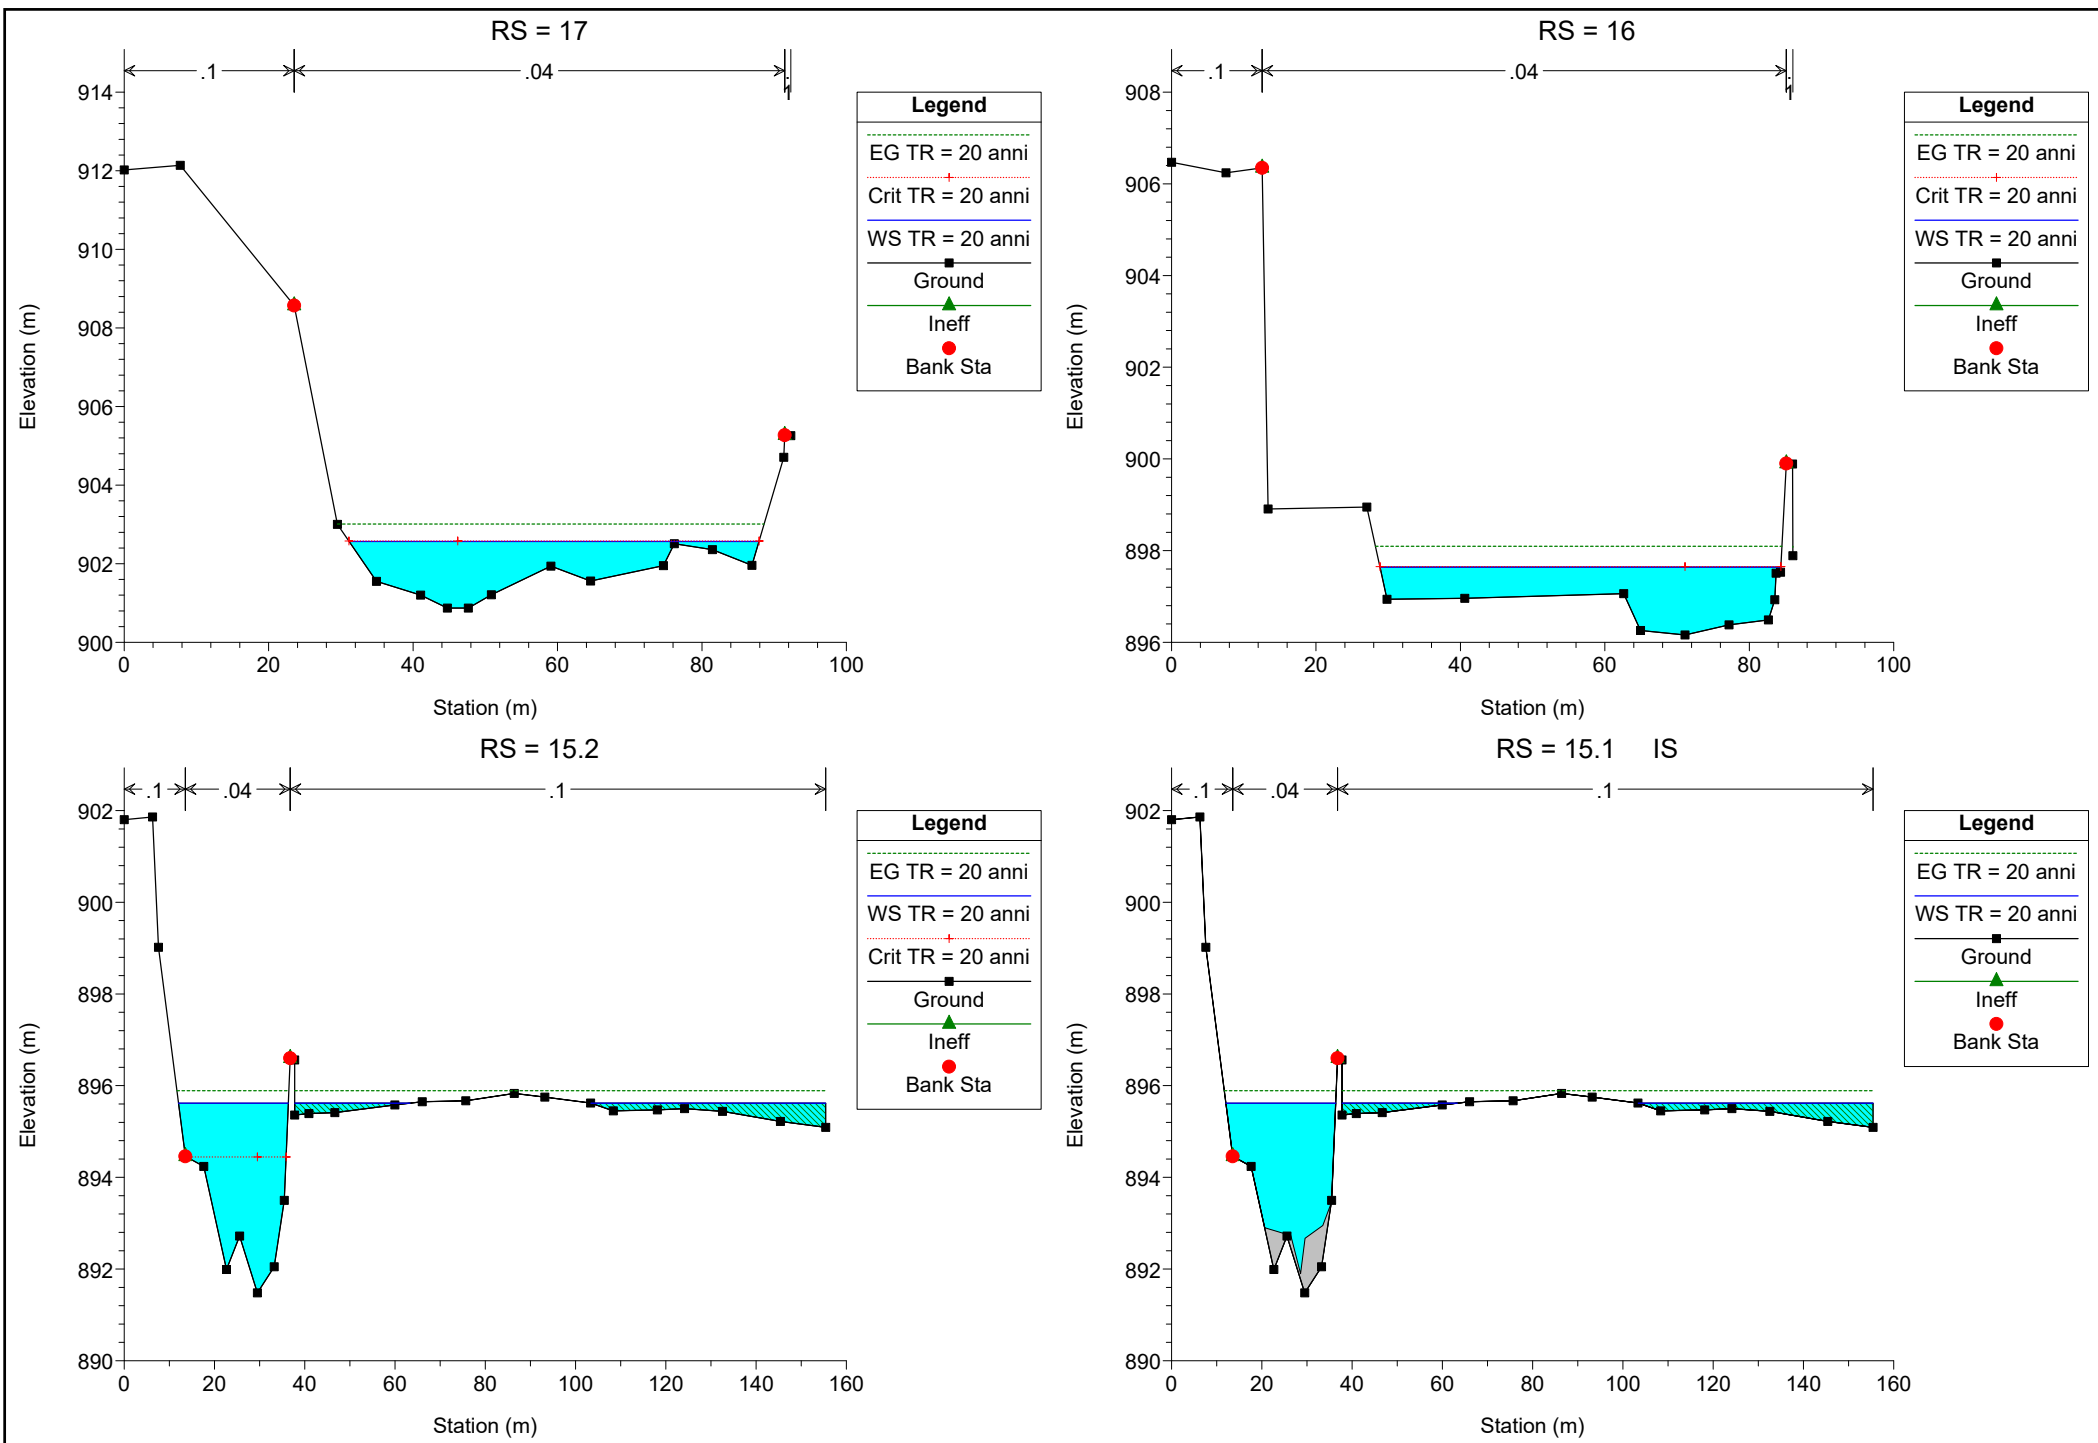 RS = 17
.1
.04
.1
914
912
910
908
906
904
902
900
0
20
40
60
80
100
Elevation (m)
Station (m)
Legend
EG TR = 20 anni
Crit TR = 20 anni
WS TR = 20 anni
Ground
Ineff
Bank Sta
RS = 16
.1
.04
.1
908
906
904
902
900
898
896
0
20
40
60
80
100
Elevation (m)
Station (m)
Legend
EG TR = 20 anni
Crit TR = 20 anni
WS TR = 20 anni
Ground
Ineff
Bank Sta
RS = 15.2
.1
.04
.1
902
900
898
896
894
892
890
0
20
40
60
80
100
120
140
160
Elevation (m)
Station (m)
Legend
EG TR = 20 anni
WS TR = 20 anni
Crit TR = 20 anni
Ground
Ineff
Bank Sta
RS = 15.1 IS
.1
.04
.1
902
900
898
896
894
892
890
0
20
40
60
80
100
120
140
160
Elevation (m)
Station (m)
Legend
EG TR = 20 anni
WS TR = 20 anni
Ground
Ineff
Bank Sta